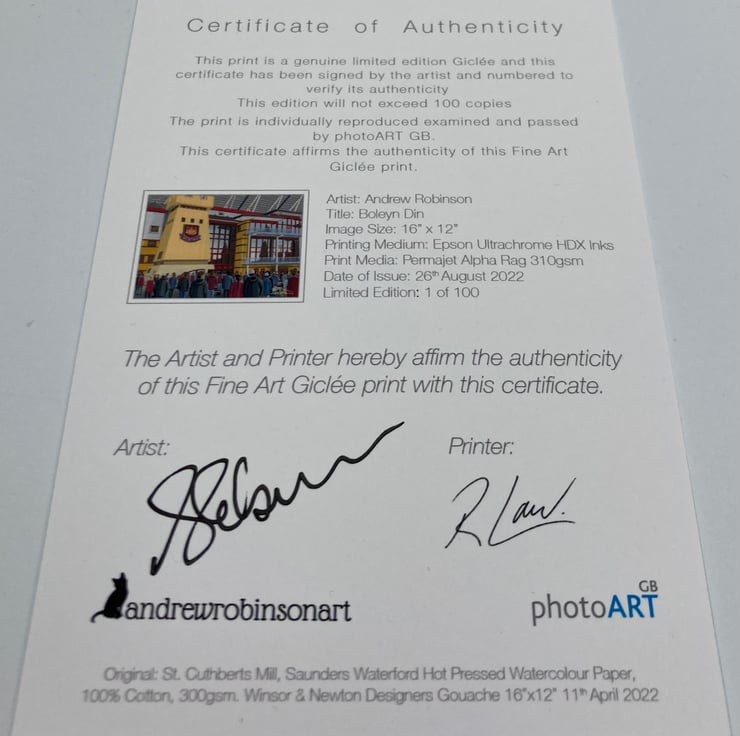 Certificate of Authenticity
This print is a genuine limited edition Giclée and this
certificate has been signed by the artist and numbered to
verify its authenticity
This edition will not exceed 100 copies
The print is individually reproduced examined and passed
by photoART GB.
This certificate affirms the authenticity of this Fine Art
Giclée print.
Artist: Andrew Robinson
Title: Boleyn Din
Image Size: 16" x 12"
Printing Medium: Epson Ultrachrome HDX Inks
Print Media: Permajet Alpha Rag 310gsm
Date of Issue: 26th August 2022
Limited Edition: 1 of 100
The Artist and Printer hereby affirm the authenticity
of this Fine Art Giclée print with this certificate.
Artist:
Printer:
R Law.
andrewrobinsonart
photoART GB
Original: St. Cuthberts Mill, Saunders Waterford Hot Pressed Watercolour Paper,
100% Cotton, 300gsm. Winsor & Newton Designers Gouache 16"x12" 11th April 2022